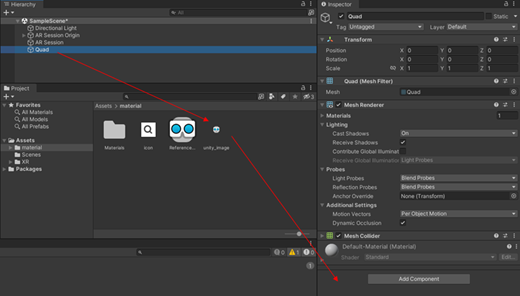 Hierarchy
All
SampleScene*
Directional Light
AR Session Origin
AR Session
Quad
Project
Favorites
All Materials
All Models
All Prefabs
Assets
material
Scenes
XR
Packages
Assets > material
Materials
icon
Reference...
unity_image
3
0
1
0
Inspector
Quad
Static
Tag Untagged Layer Default
Transform
Position X 0 Y 0 Z 0
Rotation X 0 Y 0 Z 0
Scale X 1 Y 1 Z 1
Quad (Mesh Filter)
Mesh Quad
Mesh Renderer
Materials 1
Lighting
Cast Shadows On
Receive Shadows
Contribute Global Illuminat
Receive Global Illumination Light Probes
Probes
Light Probes Blend Probes
Reflection Probes Blend Probes
Anchor Override None (Transform)
Additional Settings
Motion Vectors Per Object Motion
Dynamic Occlusion
Mesh Collider
Default-Material (Material)
Shader Standard Edit...
Add Component